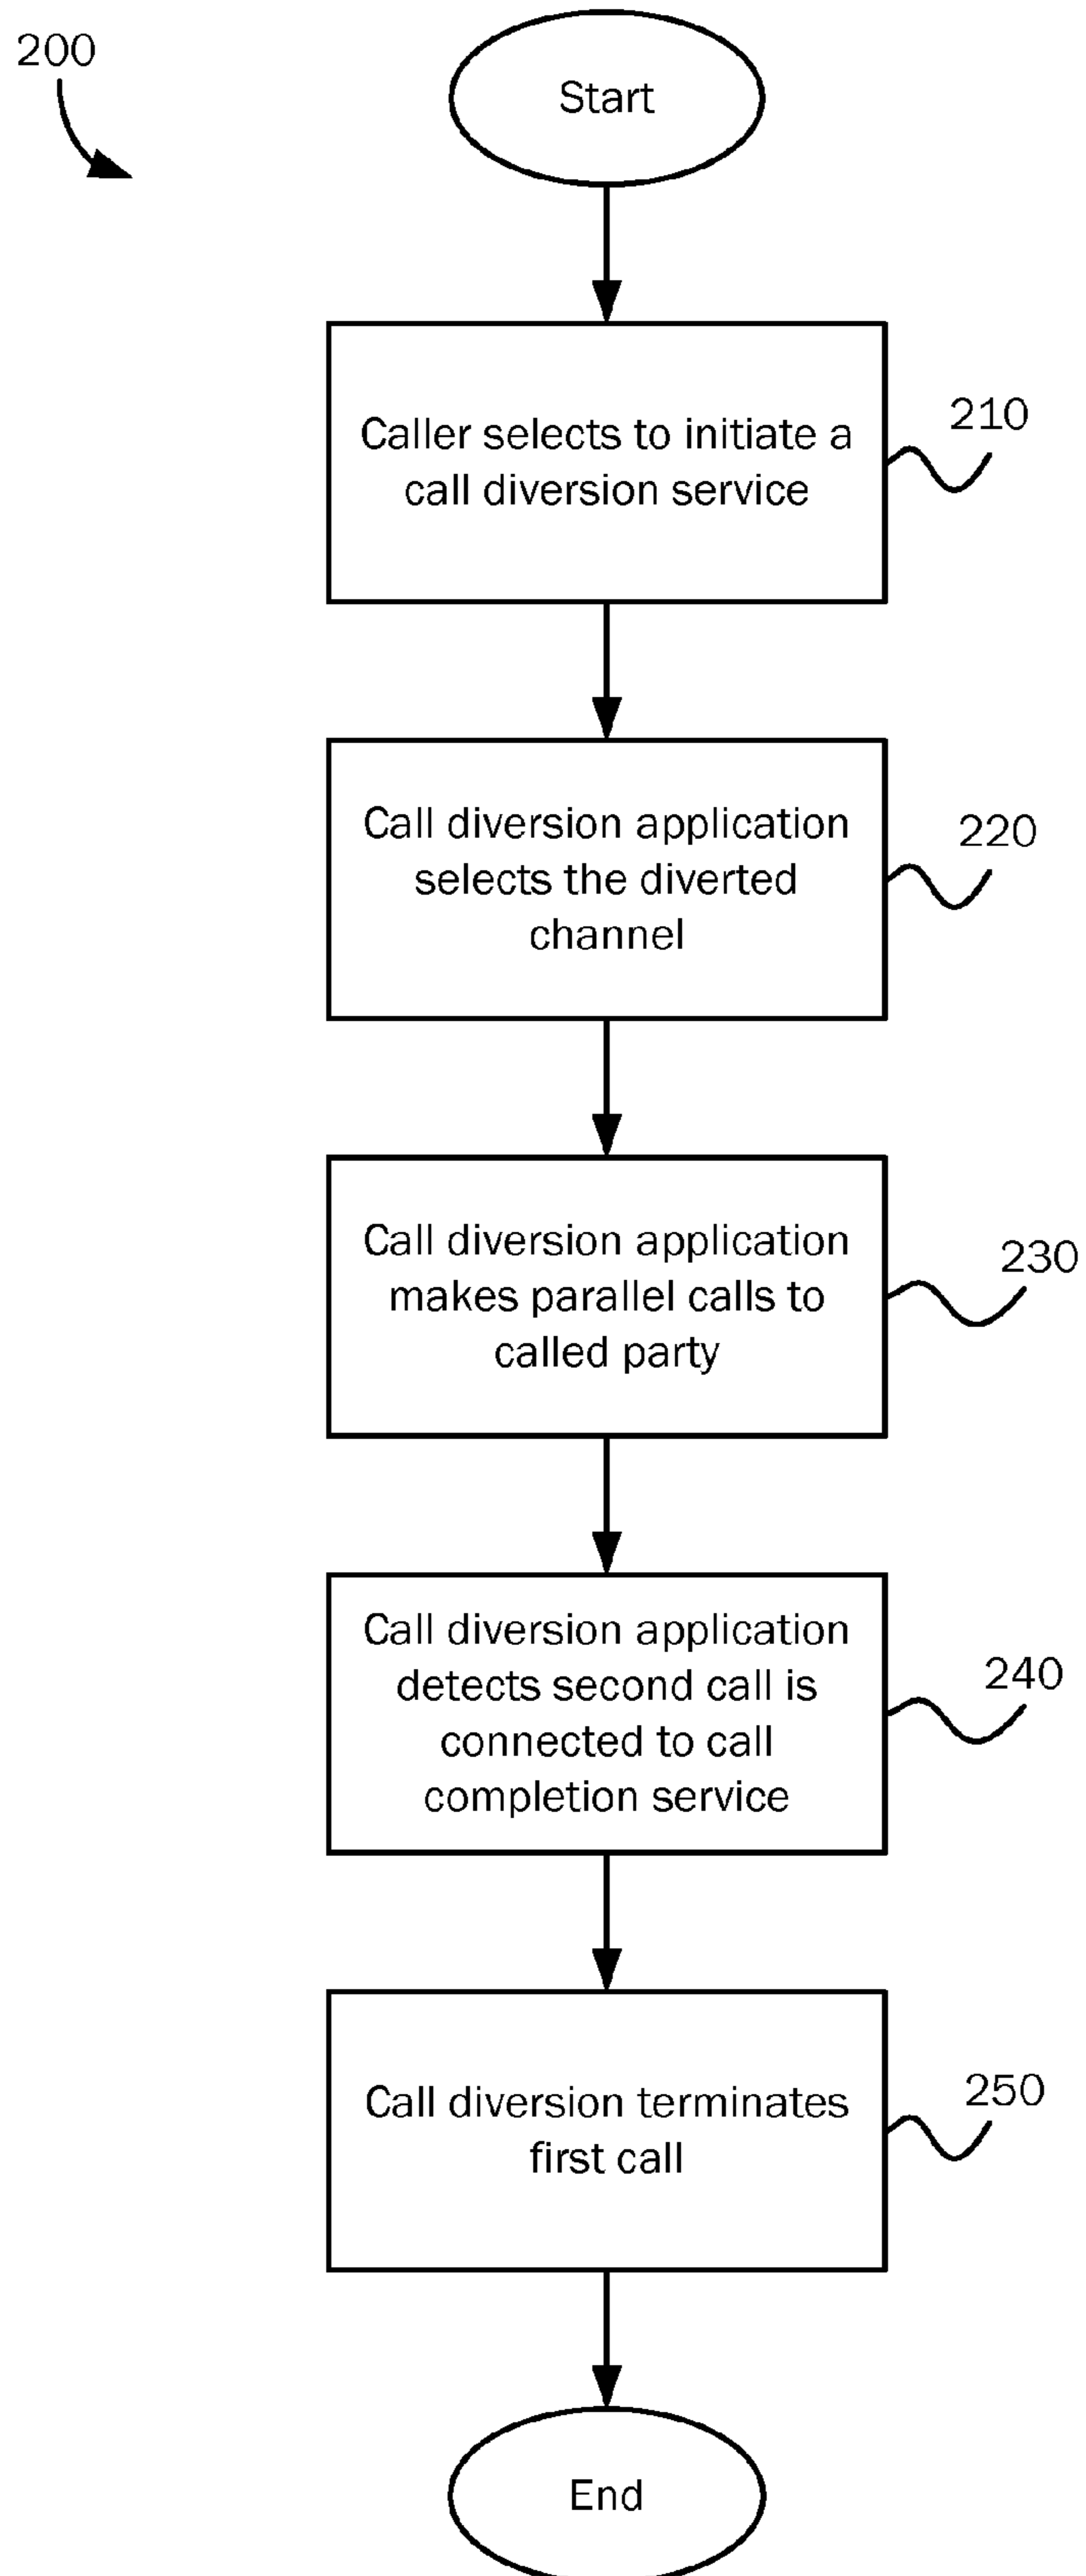 200
Start
Caller selects to initiate a
call diversion service
210
Call diversion application
selects the diverted
channel
220
Call diversion application
makes parallel calls to
called party
230
Call diversion application
detects second call is
connected to call
completion service
240
Call diversion terminates
first call
250
End